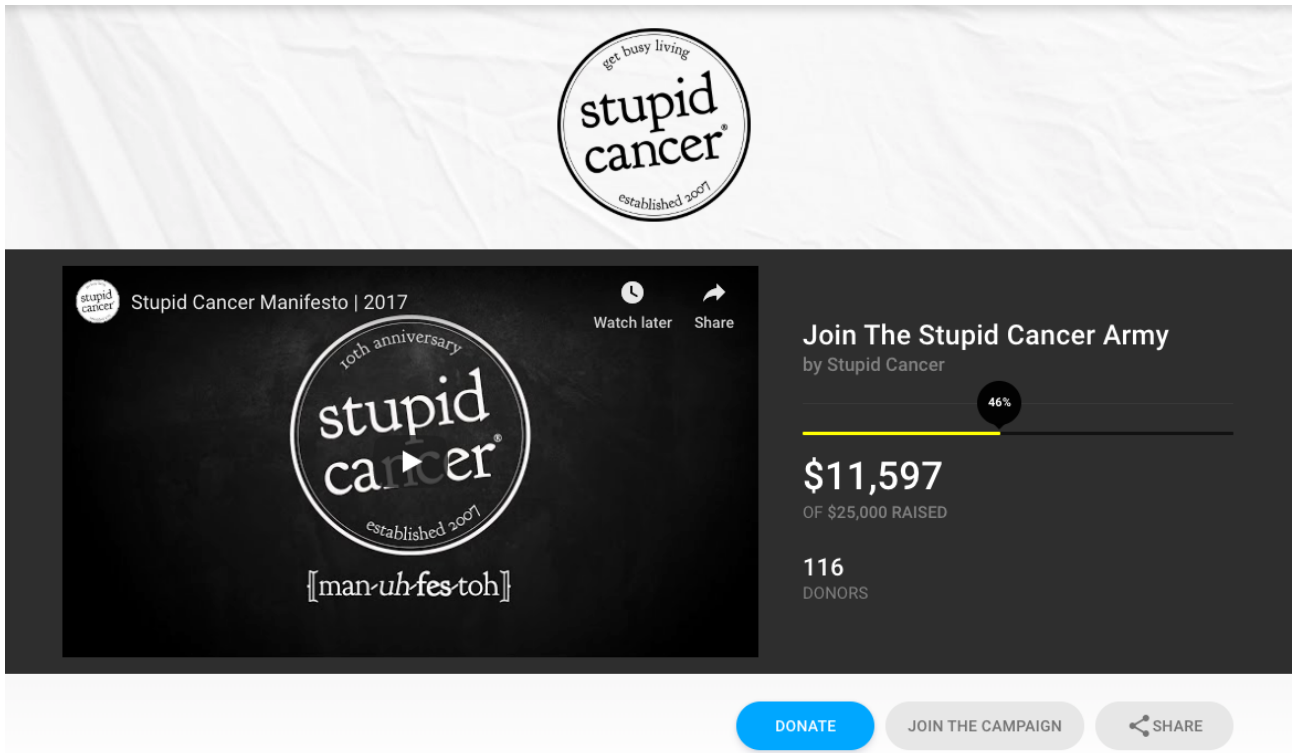 get busy living
stupid
cancer®
established 2007
stupid
cancer
Stupid Cancer Manifesto | 2017
Watch later
Share
10th anniversary
stupid
cancer®
established 2007
{[man-uh-fes-toh]}
Join The Stupid Cancer Army
by Stupid Cancer
46%
$11,597
OF $25,000 RAISED
116
DONORS
DONATE
JOIN THE CAMPAIGN
SHARE